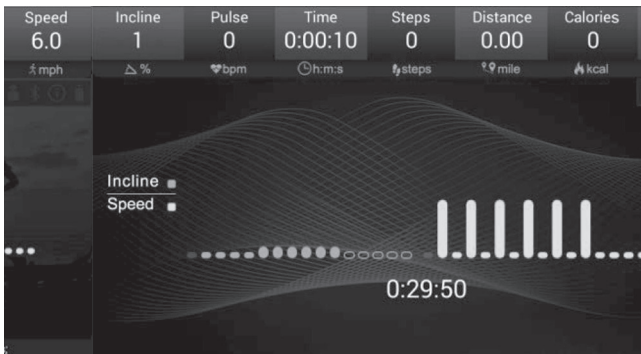 Speed Incline Pulse Time Steps Distance Calories
6.0 1 0 0:00:10 0 0.00 0
mph % bpm h:m:s steps mile kcal
Incline
Speed
0:29:50